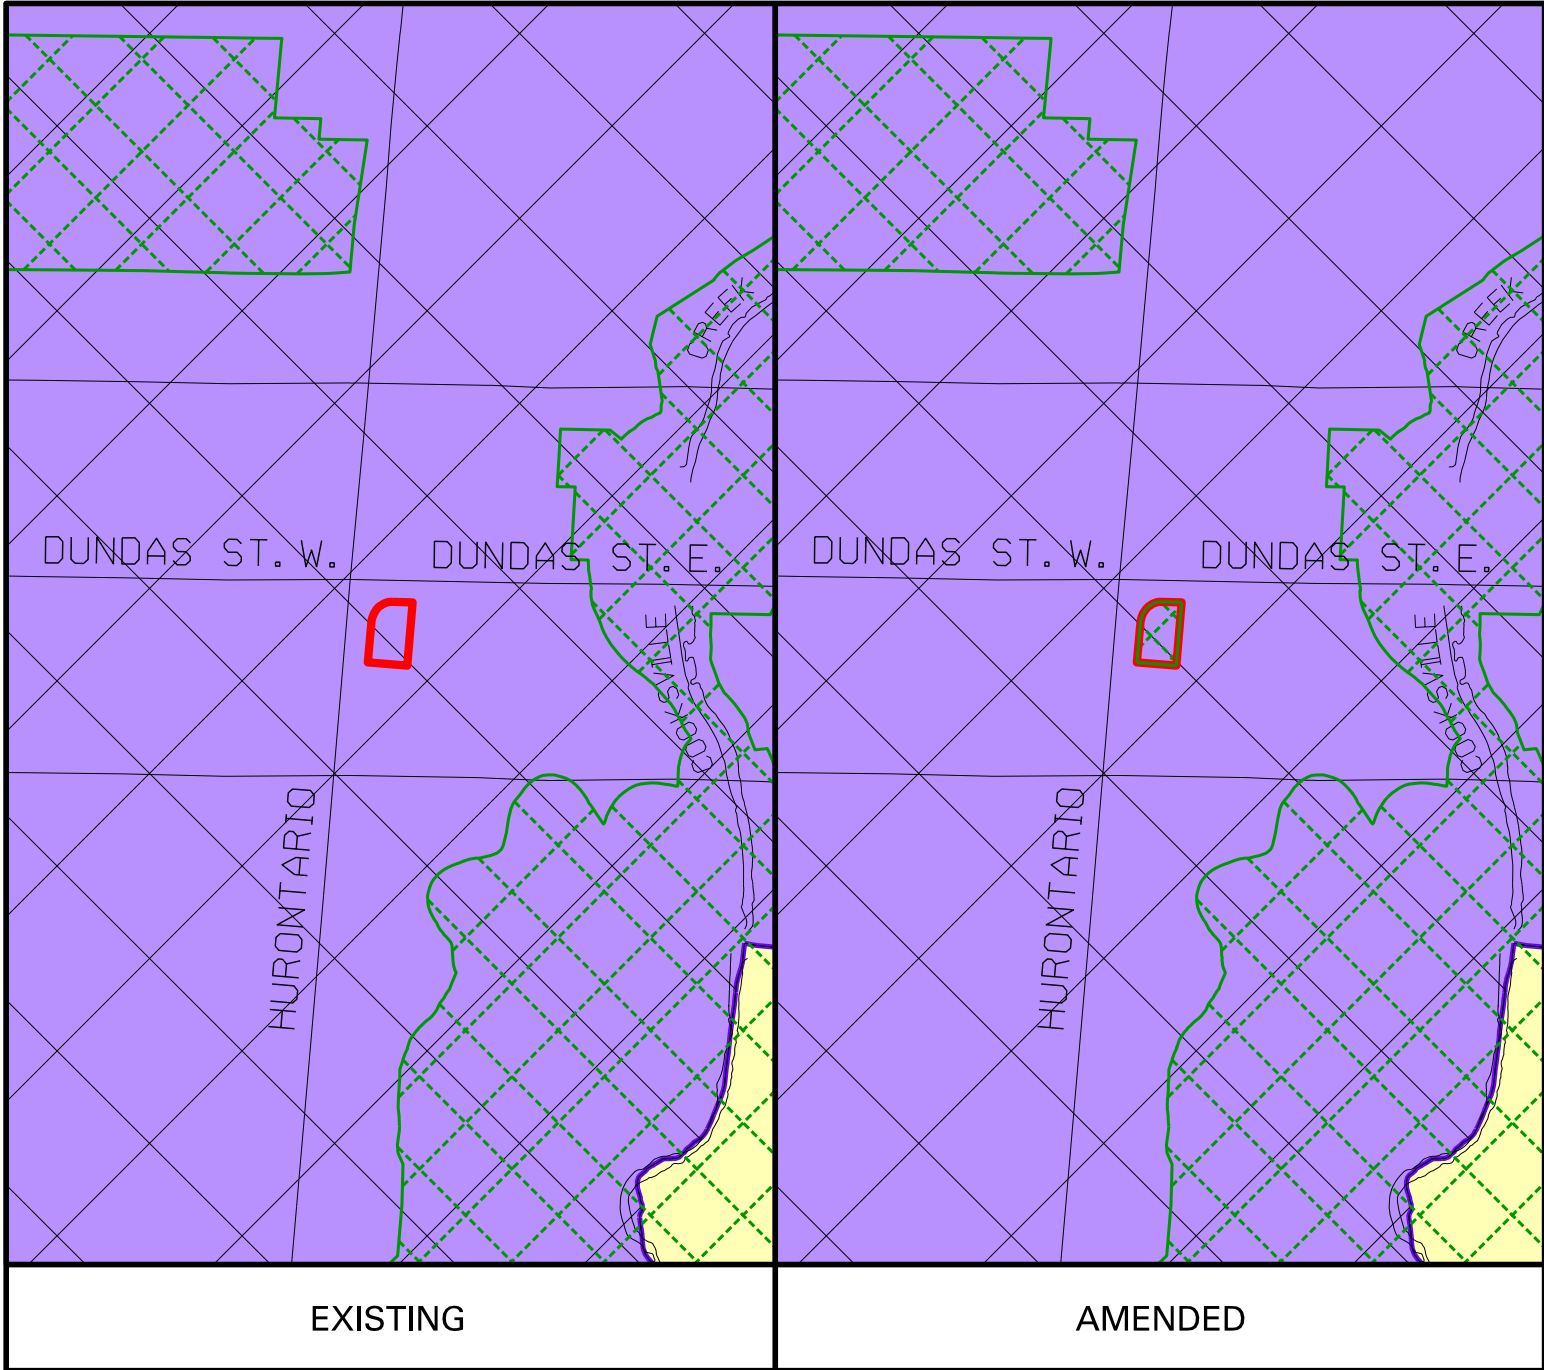 CREEK
DUNDAS ST. W.
DUNDAS ST. E.
COOKSVILLE
HURONTARIO
EXISTING
CREEK
DUNDAS ST. W.
DUNDAS ST. E.
COOKSVILLE
HURONTARIO
AMENDED